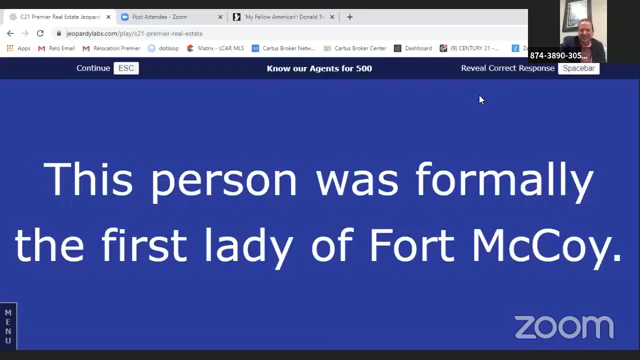 C21 Premier Real Estate Jeopardy!
Post Attendee - Zoom
"My Fellow American": Donald Tr
jeopardylabs.com/play/c21-premier-real-estate
Apps
Relo Email
Relocation Premier
Dotloop
Matrix - LCAR MLS
Cartus Broker Netw...
Cartus Broker Center
Dashboard
(9) CENTURY 21 -
874-3890-305...
Continue ESC
Know our Agents for 500
Reveal Correct Response Spacebar
This person was formally
the first lady of Fort McCoy.
MENU
zoom